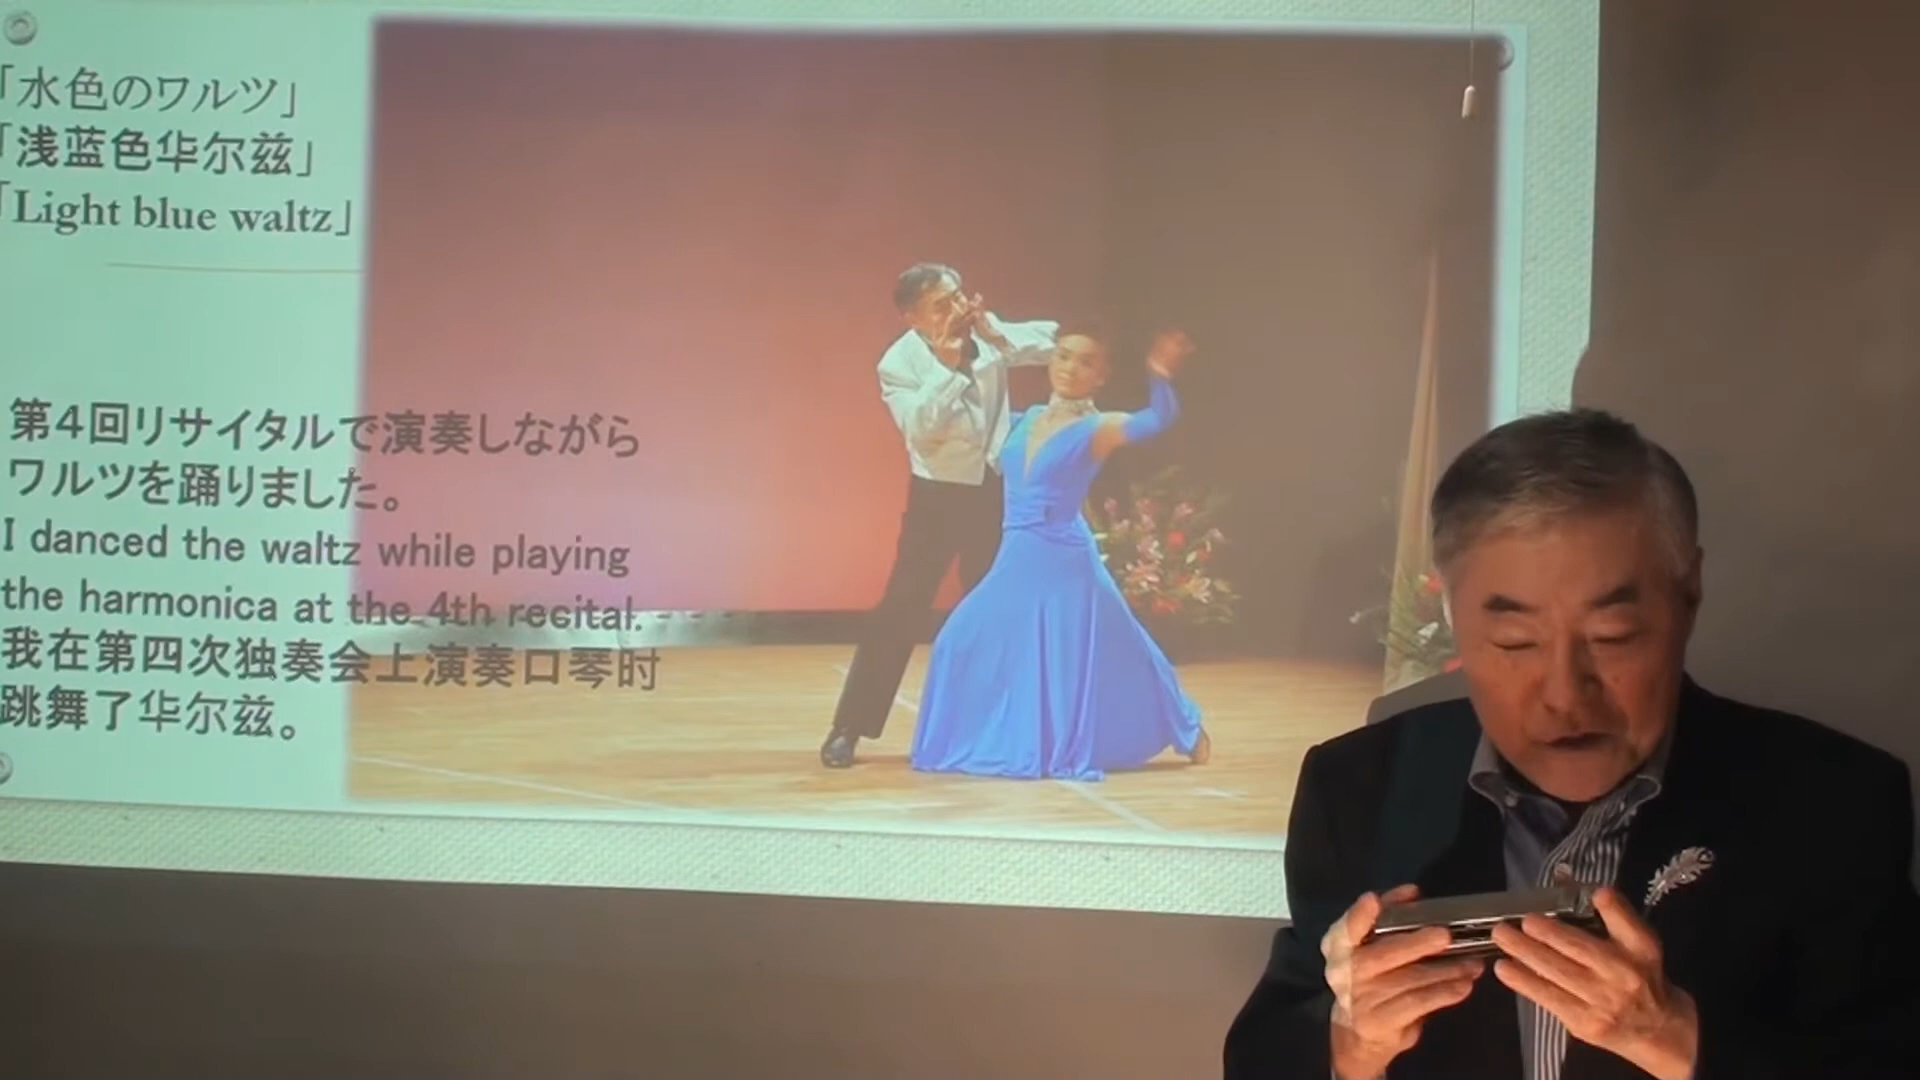 「水色のワルツ」
「浅蓝色华尔兹」
「Light blue waltz」
第4回リサイタルで演奏しながら
ワルツを踊りました。
I danced the waltz while playing
the harmonica at the 4th recital.
我在第四次独奏会上演奏口琴时
跳舞了华尔兹。